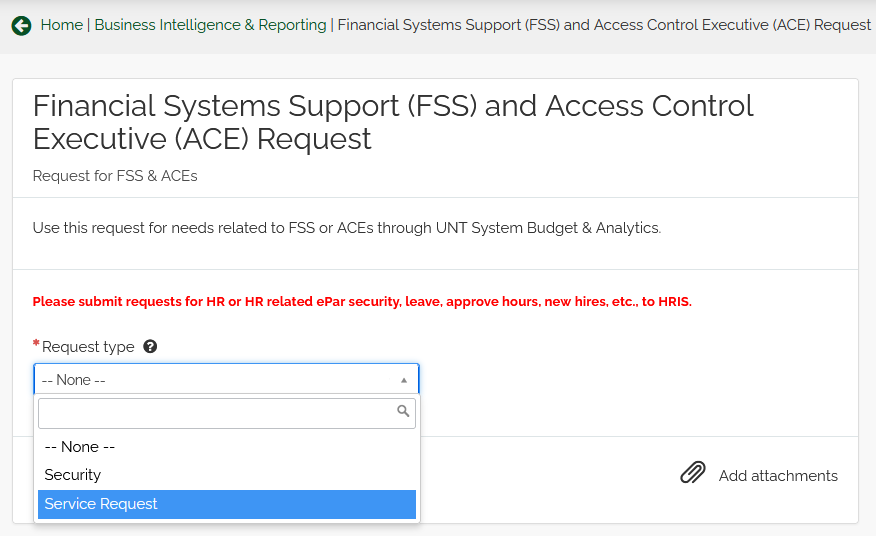 Home | Business Intelligence & Reporting | Financial Systems Support (FSS) and Access Control Executive (ACE) Request
Financial Systems Support (FSS) and Access Control
Executive (ACE) Request
Request for FSS & ACEs
Use this request for needs related to FSS or ACEs through UNT System Budget & Analytics.
Please submit requests for HR or HR related ePar security, leave, approve hours, new hires, etc., to HRIS.
* Request type ?
-- None --
-- None --
Security
Service Request
Add attachments